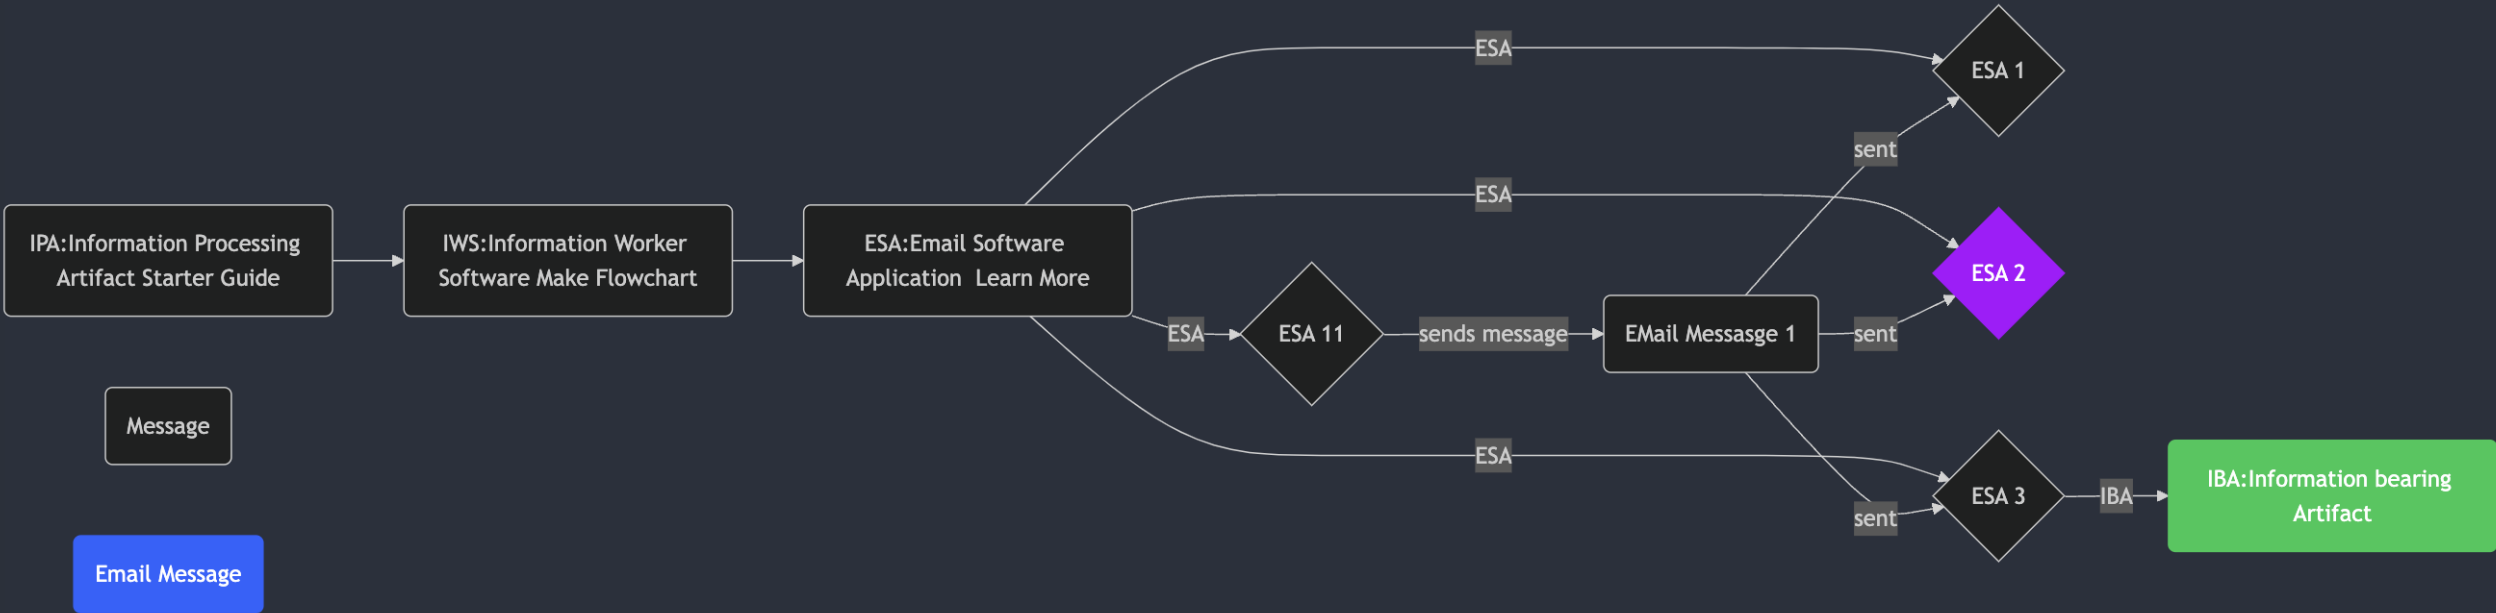 ESA
ESA 1
sent
ESA
IPA:Information Processing
Artifact Starter Guide
IWS:Information Worker
Software Make Flowchart
ESA:Email Software
Application  Learn More
ESA 2
ESA
ESA 11
sends message
EMail Messasge 1
sent
Message
ESA
ESA 3
IBA
IBA:Information bearing
Artifact
sent
Email Message